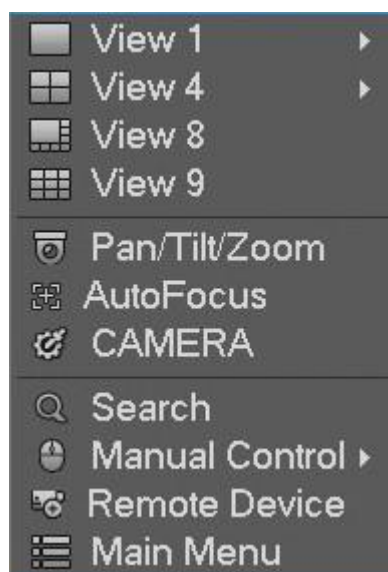 View 1
View 4
View 8
View 9
Pan/Tilt/Zoom
AutoFocus
CAMERA
Search
Manual Control
Remote Device
Main Menu